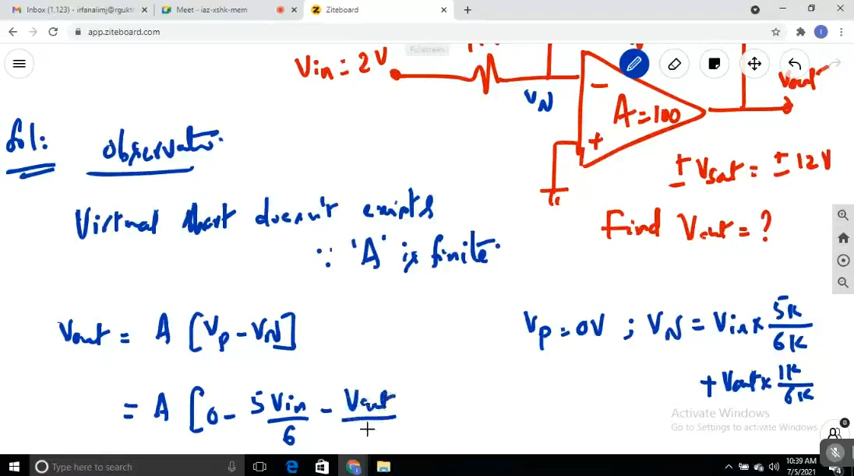 Inbox (1,123) - irfanalimj@rgukt
Meet – iaz-xshk-mem
Ziteboard
app.ziteboard.com
Fullscreen
Vin = 2V
Vout
VN
-
A = 100
+
± Vsat = ± 12V
Sol:
Observation.
Virtual short doesn't exists
∵ 'A' is finite.
Find Vout = ?
Vout = A [Vp - VN]
Vp = 0V ; VN = Vin x 5K/6K
+ Vout x 1K/6K
= A [0 - 5Vin/6 - Vout/
Activate Windows
Go to Settings to activate Windows.
Type here to search
10:39 AM
7/5/2021